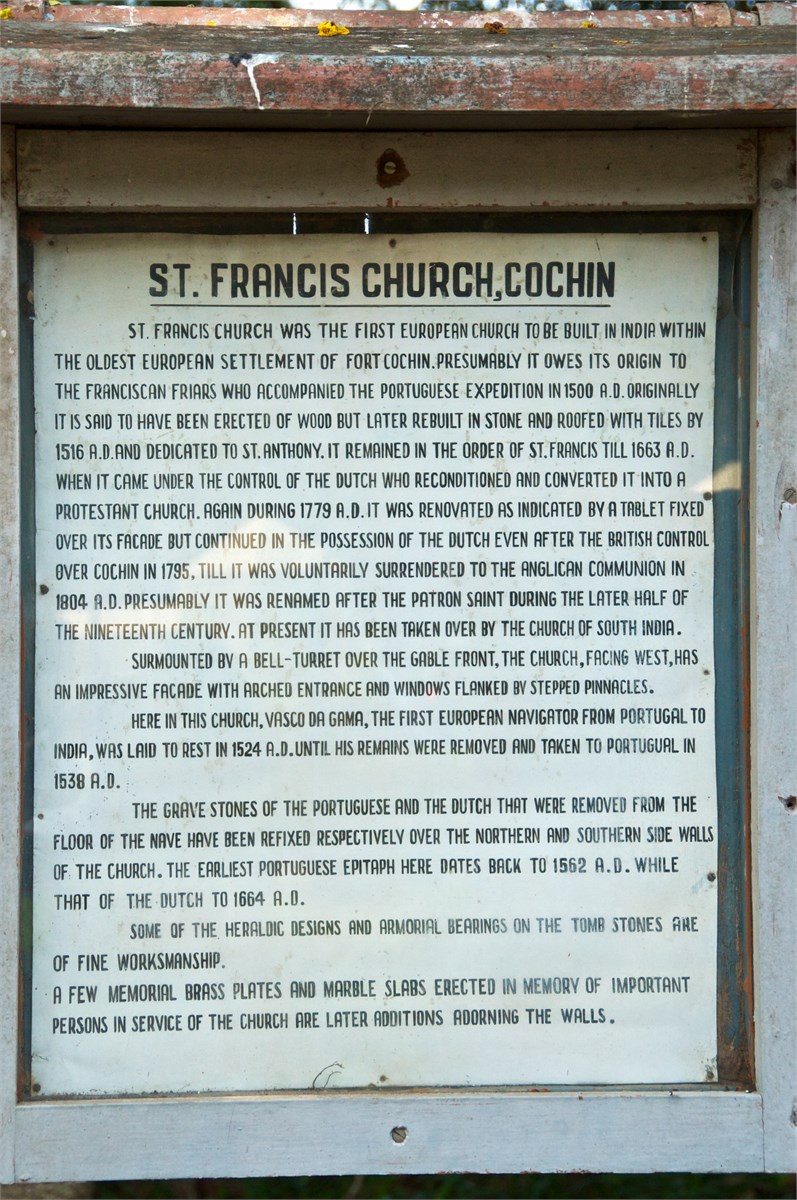 ST. FRANCIS CHURCH,COCHIN
ST. FRANCIS CHURCH WAS THE FIRST EUROPEAN CHURCH TO BE BUILT IN INDIA WITHIN
THE OLDEST EUROPEAN SETTLEMENT OF FORT COCHIN.PRESUMABLY IT OWES ITS ORIGIN TO
THE FRANCISCAN FRIARS WHO ACCOMPANIED THE PORTUGUESE EXPEDITION IN 1500 A.D.ORIGINALLY
IT IS SAID TO HAVE BEEN ERECTED OF WOOD BUT LATER REBUILT IN STONE AND ROOFED WITH TILES BY
1516 A.D.AND DEDICATED TO ST.ANTHONY. IT REMAINED IN THE ORDER OF ST.FRANCIS TILL 1663 A.D.
WHEN IT CAME UNDER THE CONTROL OF THE DUTCH WHO RECONDITIONED AND CONVERTED IT INTO A
PROTESTANT CHURCH. AGAIN DURING 1779 A.D. IT WAS RENOVATED AS INDICATED BY A TABLET FIXED
OVER ITS FACADE BUT CONTINUED IN THE POSSESSION OF THE DUTCH EVEN AFTER THE BRITISH CONTROL
OVER COCHIN IN 1795, TILL IT WAS VOLUNTARILY SURRENDERED TO THE ANGLICAN COMMUNION IN
1804 A.D.PRESUMABLY IT WAS RENAMED AFTER THE PATRON SAINT DURING THE LATER HALF OF
THE NINETEENTH CENTURY. AT PRESENT IT HAS BEEN TAKEN OVER BY THE CHURCH OF SOUTH INDIA.
SURMOUNTED BY A BELL-TURRET OVER THE GABLE FRONT, THE CHURCH, FACING WEST, HAS
AN IMPRESSIVE FACADE WITH ARCHED ENTRANCE AND WINDOWS FLANKED BY STEPPED PINNACLES.
HERE IN THIS CHURCH, VASCO DA GAMA, THE FIRST EUROPEAN NAVIGATOR FROM PORTUGAL TO
INDIA, WAS LAID TO REST IN 1524 A.D.UNTIL HIS REMAINS WERE REMOVED AND TAKEN TO PORTUGUAL IN
1538 A.D.
THE GRAVE STONES OF THE PORTUGUESE AND THE DUTCH THAT WERE REMOVED FROM THE
FLOOR OF THE NAVE HAVE BEEN REFIXED RESPECTIVELY OVER THE NORTHERN AND SOUTHERN SIDE WALLS
OF THE CHURCH. THE EARLIEST PORTUGUESE EPITAPH HERE DATES BACK TO 1562 A.D. WHILE
THAT OF THE DUTCH TO 1664 A.D.
SOME OF THE HERALDIC DESIGNS AND ARMORIAL BEARINGS ON THE TOMB STONES ARE
OF FINE WORKSMANSHIP.
A FEW MEMORIAL BRASS PLATES AND MARBLE SLABS ERECTED IN MEMORY OF IMPORTANT
PERSONS IN SERVICE OF THE CHURCH ARE LATER ADDITIONS ADORNING THE WALLS.